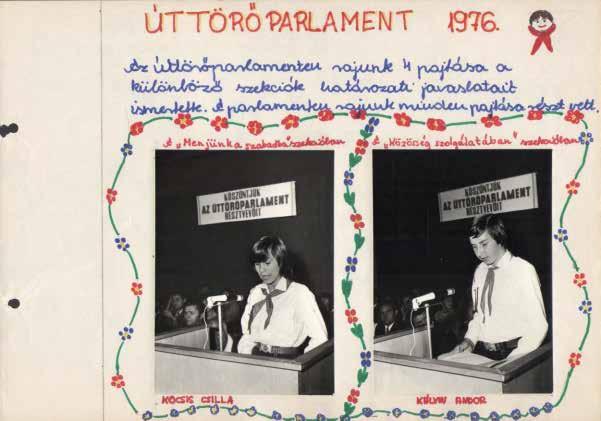 ÚTTÖRŐPARLAMENT 1976.
Az úttörőparlamenten rajunk 4 pajtása a
különböző szekciók határozati javaslatait
ismertette. A parlamenten rajunk minden pajtása részt vett.
A „Menjünk a szabadba" szekcióban
A „Közösség szolgálatában" szekcióban
KÖSZÖNTJÜK
AZ ÚTTÖRŐPARLAMENT
RÉSZTVEVŐIT
KÖSZÖNTJÜK
AZ ÚTTÖRŐPARLAMENT
RÉSZTVEVŐIT
KOCSIS CSILLA
ANDOR